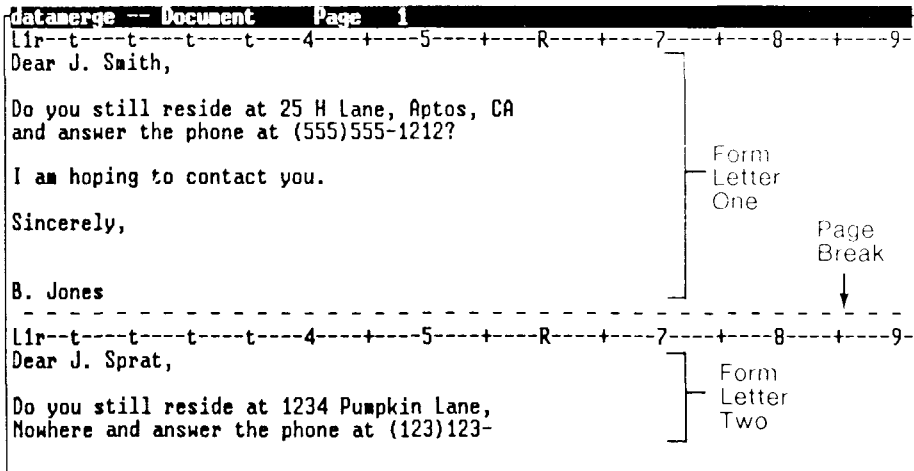 datamerge -- Document Page 1
L1r--t----t----t----t----4----+----5----+----R----+----7----+----8----+----9-
Dear J. Smith,
Do you still reside at 25 H Lane, Aptos, CA
and answer the phone at (555)555-1212?
I am hoping to contact you.
Sincerely,
B. Jones
Form
Letter
One
Page
Break
L1r--t----t----t----t----4----+----5----+----R----+----7----+----8----+----9-
Dear J. Sprat,
Do you still reside at 1234 Pumpkin Lane,
Nowhere and answer the phone at (123)123-
Form
Letter
Two